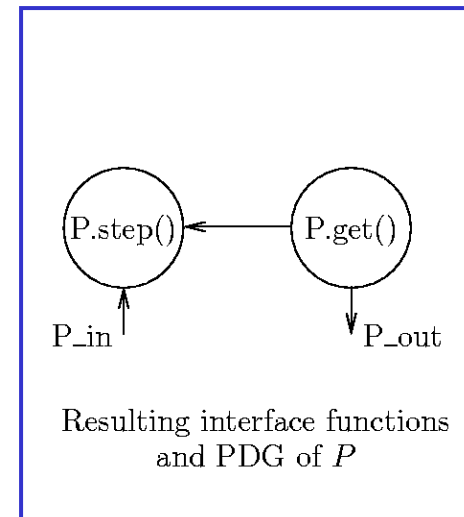 P.step() P.get()
P_in P_out
Resulting interface functions
and PDG of P